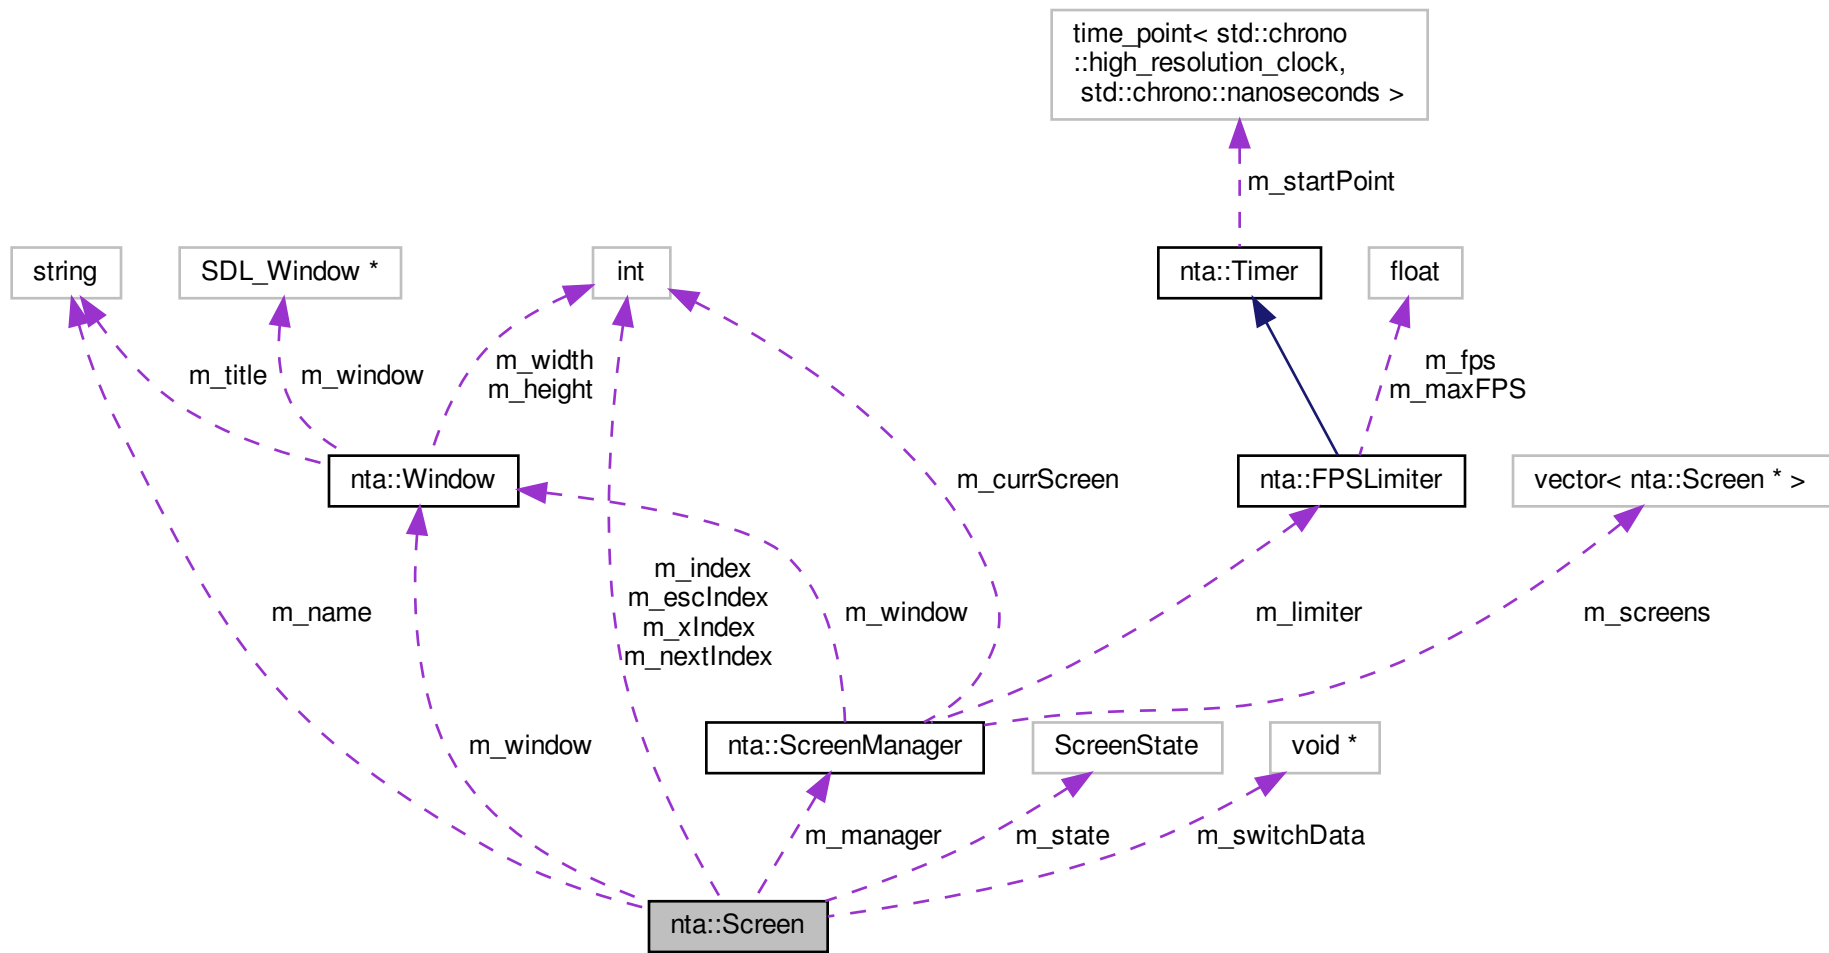 time_point< std::chrono
::high_resolution_clock,
std::chrono::nanoseconds >
m_startPoint
string
SDL_Window *
int
nta::Timer
float
m_title
m_window
m_width
m_height
m_fps
m_maxFPS
nta::Window
m_currScreen
nta::FPSLimiter
vector< nta::Screen * >
m_name
m_index
m_escIndex
m_xIndex
m_nextIndex
m_window
m_limiter
m_screens
m_window
nta::ScreenManager
ScreenState
void *
m_manager
m_state
m_switchData
nta::Screen